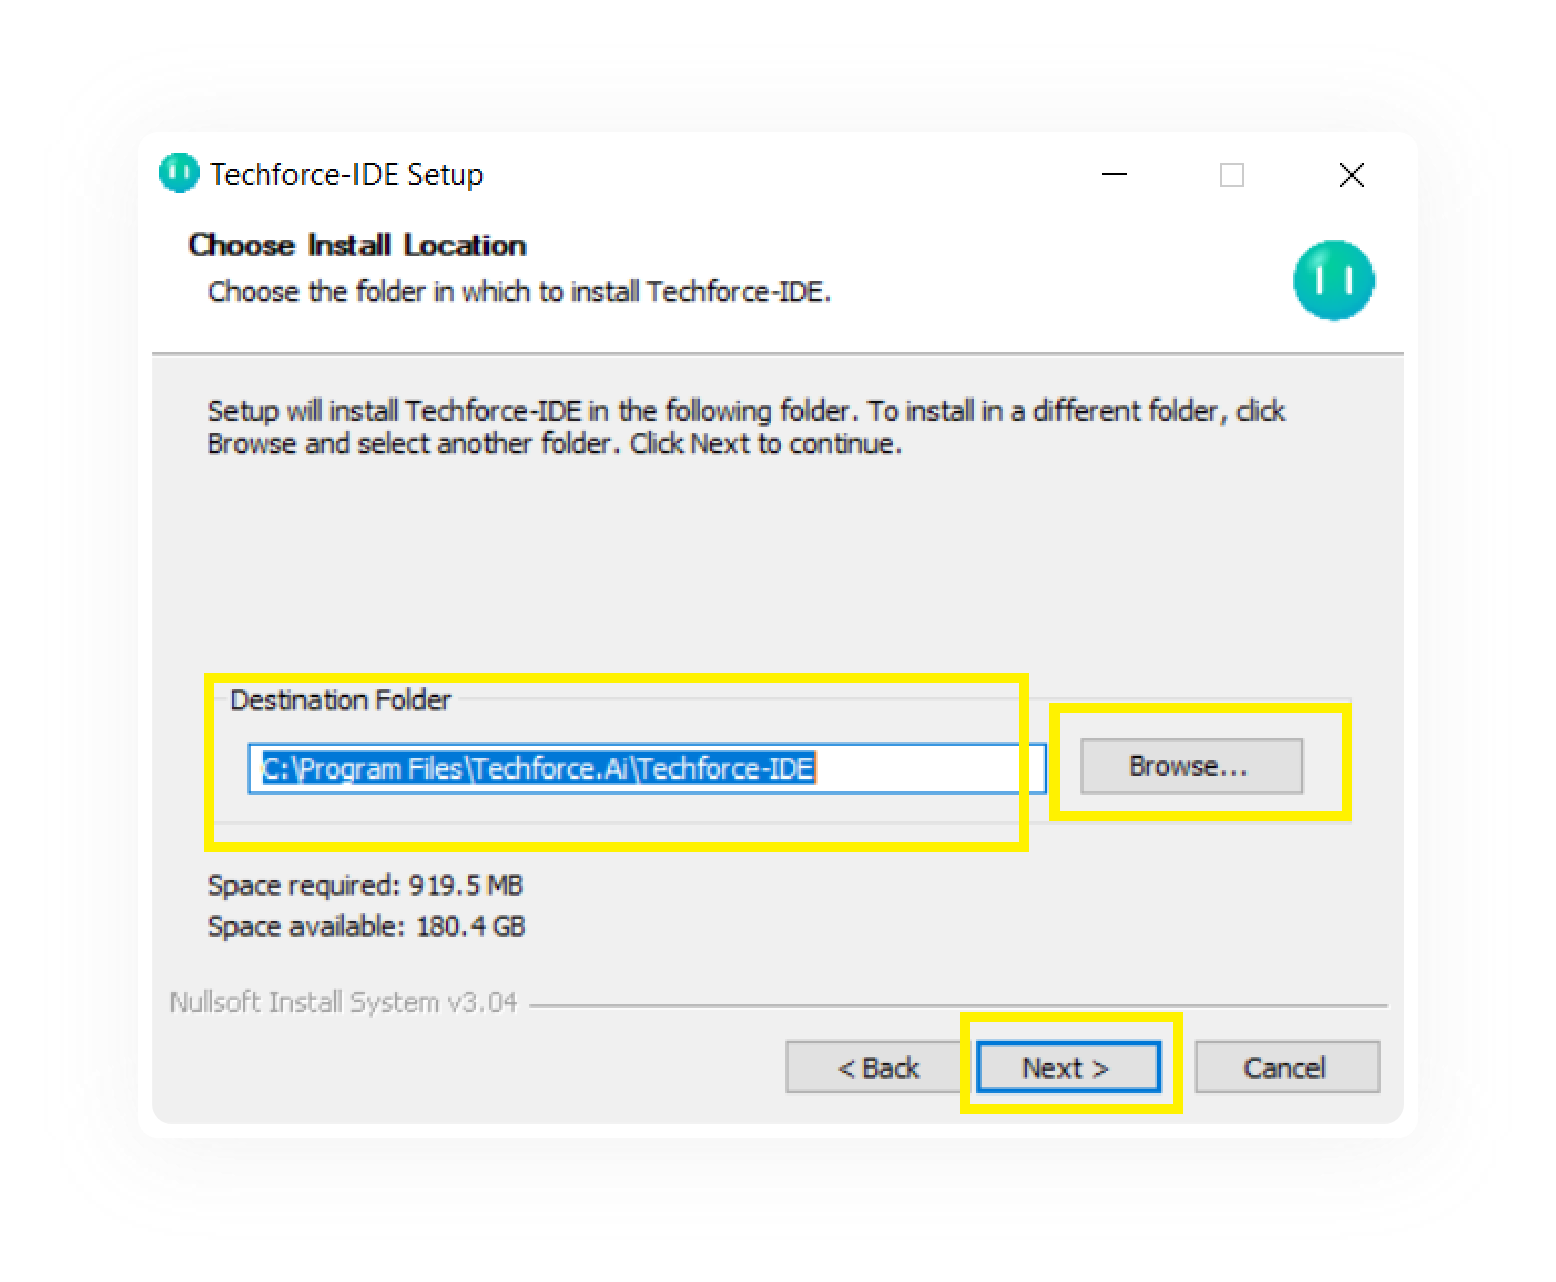 Techforce-IDE Setup
Choose Install Location
Choose the folder in which to install Techforce-IDE.
Setup will install Techforce-IDE in the following folder. To install in a different folder, click
Browse and select another folder. Click Next to continue.
Destination Folder
C:\Program Files\Techforce.Ai\Techforce-IDE
Browse...
Space required: 919.5 MB
Space available: 180.4 GB
Nullsoft Install System v3.04
< Back
Next >
Cancel